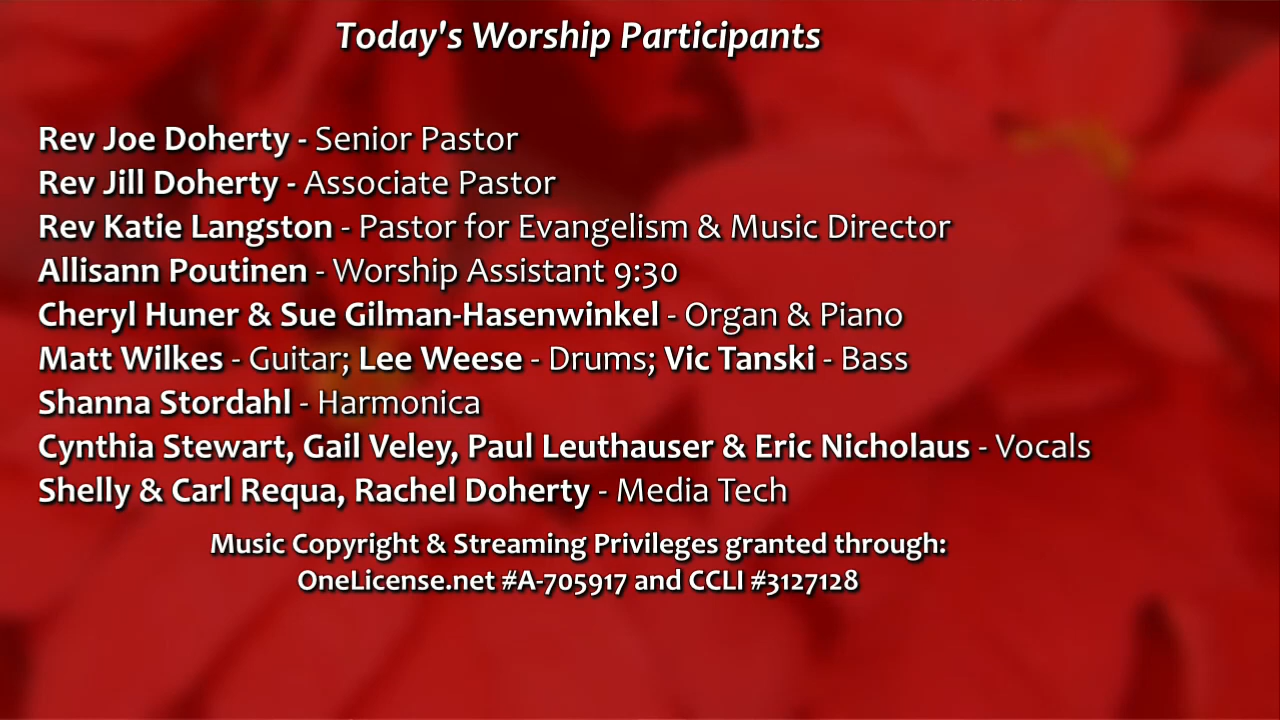 Today's Worship Participants
Rev Joe Doherty - Senior Pastor
Rev Jill Doherty - Associate Pastor
Rev Katie Langston - Pastor for Evangelism & Music Director
Allisann Poutinen - Worship Assistant 9:30
Cheryl Huner & Sue Gilman-Hasenwinkel - Organ & Piano
Matt Wilkes - Guitar; Lee Weese - Drums; Vic Tanski - Bass
Shanna Stordahl - Harmonica
Cynthia Stewart, Gail Veley, Paul Leuthauser & Eric Nicholaus - Vocals
Shelly & Carl Requa, Rachel Doherty - Media Tech
Music Copyright & Streaming Privileges granted through:
OneLicense.net #A-705917 and CCLI #3127128